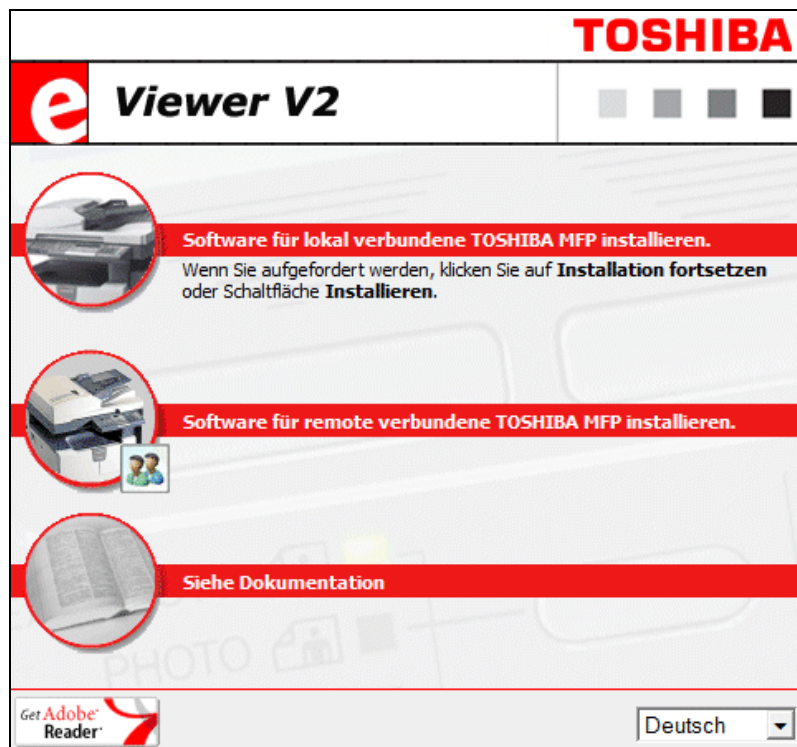 TOSHIBA
e Viewer V2
Software für lokal verbundene TOSHIBA MFP installieren.
Wenn Sie aufgefordert werden, klicken Sie auf Installation fortsetzen
oder Schaltfläche Installieren.
Software für remote verbundene TOSHIBA MFP installieren.
Siehe Dokumentation
PHOTO
Get Adobe
Reader
Deutsch